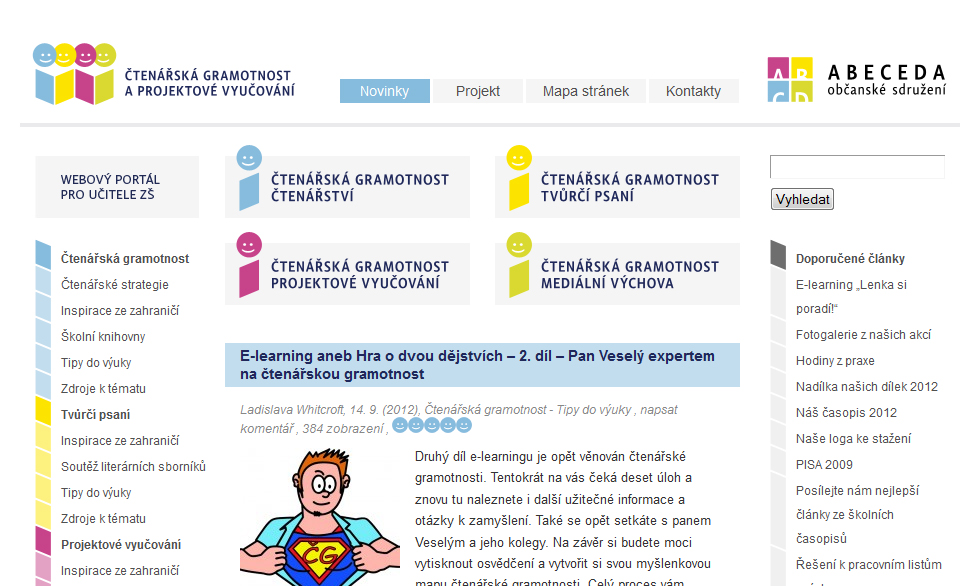 ČTENÁŘSKÁ GRAMOTNOST
A PROJEKTOVÉ VYUČOVÁNÍ
Novinky
Projekt
Mapa stránek
Kontakty
A B
C D
ABECEDA
občanské sdružení
WEBOVÝ PORTÁL
PRO UČITELE ZŠ
ČTENÁŘSKÁ GRAMOTNOST
ČTENÁŘSTVÍ
ČTENÁŘSKÁ GRAMOTNOST
TVŮRČÍ PSANÍ
ČTENÁŘSKÁ GRAMOTNOST
PROJEKTOVÉ VYUČOVÁNÍ
ČTENÁŘSKÁ GRAMOTNOST
MEDIÁLNÍ VÝCHOVA
Vyhledat
Čtenářská gramotnost
Čtenářské strategie
Inspirace ze zahraničí
Školní knihovny
Tipy do výuky
Zdroje k tématu
Tvůrčí psaní
Inspirace ze zahraničí
Soutěž literárních sborníků
Tipy do výuky
Zdroje k tématu
Projektové vyučování
Inspirace ze zahraničí
E-learning aneb Hra o dvou dějstvích – 2. díl – Pan Veselý expertem
na čtenářskou gramotnost
Ladislava Whitcroft, 14. 9. (2012), Čtenářská gramotnost - Tipy do výuky , napsat
komentář , 384 zobrazení ,
ČG
Druhý díl e-learningu je opět věnován čtenářské
gramotnosti. Tentokrát na vás čeká deset úloh a
znovu tu naleznete i další užitečné informace a
otázky k zamyšlení. Také se opět setkáte s panem
Veselým a jeho kolegy. Na závěr si budete moci
vytisknout osvědčení a vytvořit si svou myšlenkovou
mapu čtenářské gramotnosti. Celý proces vám
Doporučené články
E-learning „Lenka si
poradí!“
Fotogalerie z našich akcí
Hodiny z praxe
Nadílka našich dílek 2012
Náš časopis 2012
Naše loga ke stažení
PISA 2009
Posílejte nám nejlepší
články ze školních
časopisů
Řešení k pracovním listům